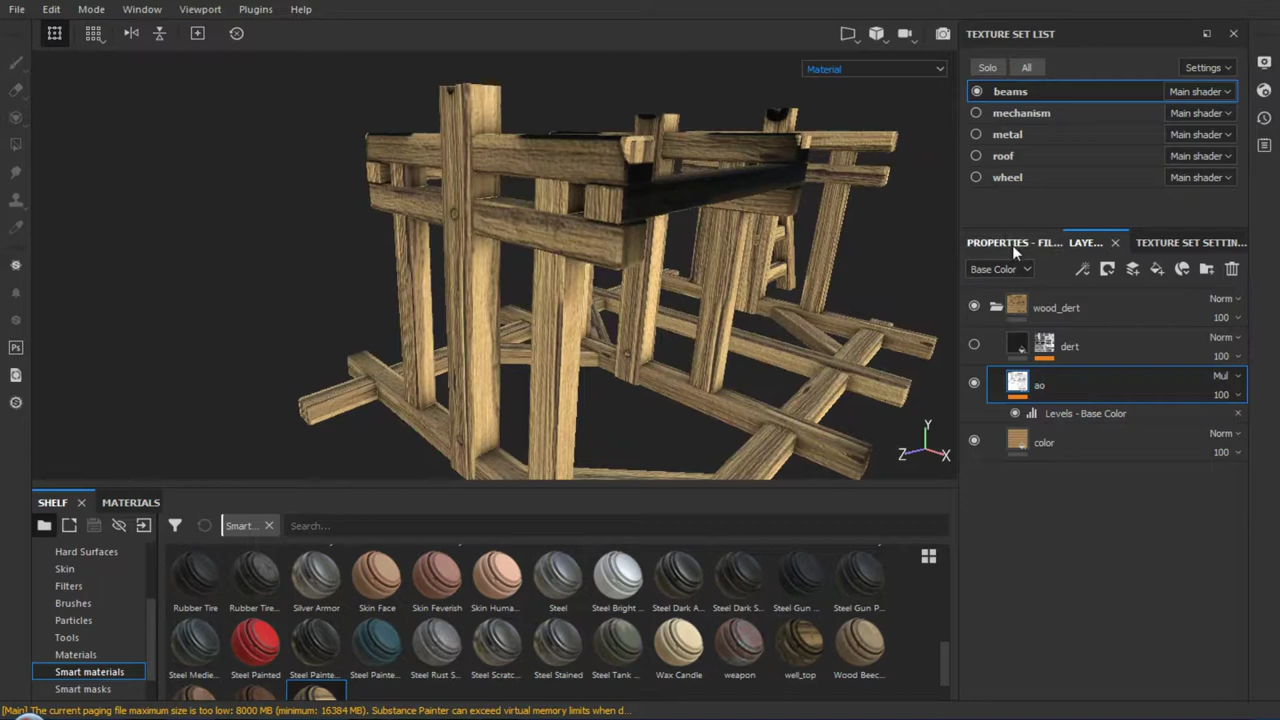 File Edit Mode Window Viewport Plugins Help
TEXTURE SET LIST
Solo All Settings
Material
beams Main shader
mechanism Main shader
metal Main shader
roof Main shader
wheel Main shader
PROPERTIES - FIL... LAYE... TEXTURE SET SETTIN...
Base Color
wood_dert Norm
100
dert Norm
100
ao Mul
100
Levels - Base Color
color Norm
100
Y
Z X
SHELF MATERIALS
Smart... Search...
Hard Surfaces
Skin
Filters
Brushes
Particles
Tools
Materials
Smart materials
Smart masks
Rubber Tire Rubber Tire... Silver Armor Skin Face Skin Feverish Skin Huma... Steel Steel Bright ... Steel Dark A... Steel Dark S... Steel Gun ... Steel Gun P...
Steel Medie... Steel Painted Steel Painte... Steel Painte... Steel Rust S... Steel Scratc... Steel Stained Steel Tank ... Wax Candle weapon well_top Wood Beec...
[Main] The current paging file maximum size is too low: 8000 MB (minimum: 16384 MB). Substance Painter can exceed virtual memory limits when d...